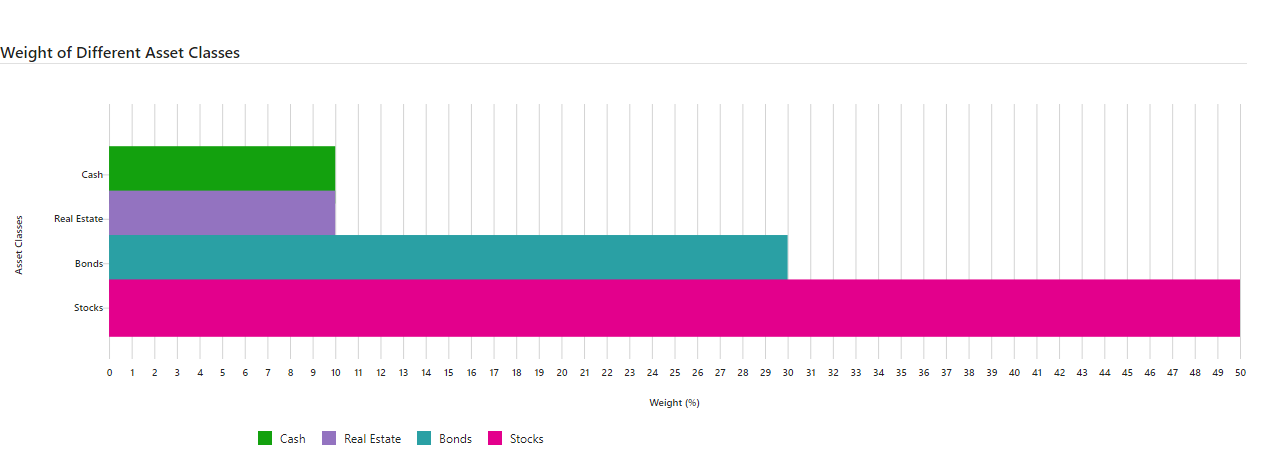 Weight of Different Asset Classes
Asset Classes
Cash
Real Estate
Bonds
Stocks
0 1 2 3 4 5 6 7 8 9 10 11 12 13 14 15 16 17 18 19 20 21 22 23 24 25 26 27 28 29 30 31 32 33 34 35 36 37 38 39 40 41 42 43 44 45 46 47 48 49 50
Weight (%)
Cash Real Estate Bonds Stocks